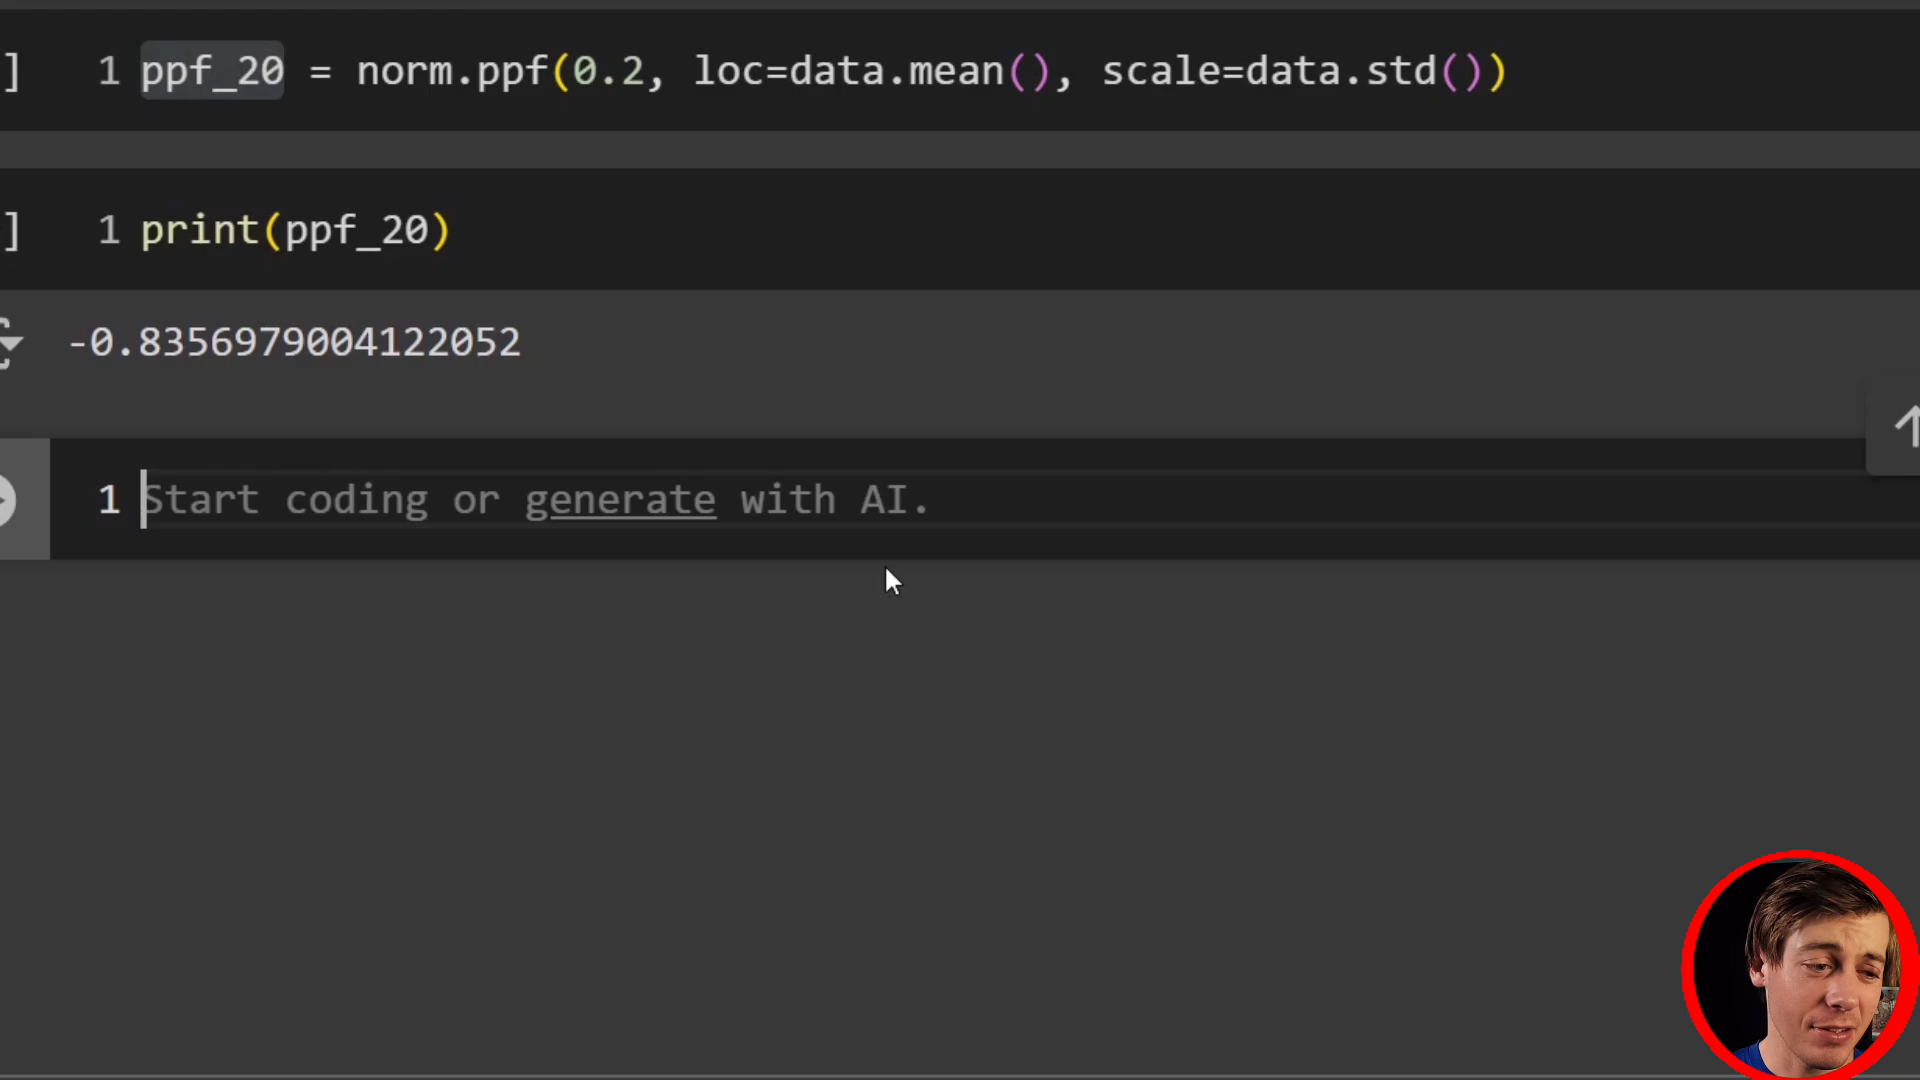 ] 1 ppf_20 = norm.ppf(0.2, loc=data.mean(), scale=data.std())
] 1 print(ppf_20)
-0.8356979004122052
1 Start coding or generate with AI.